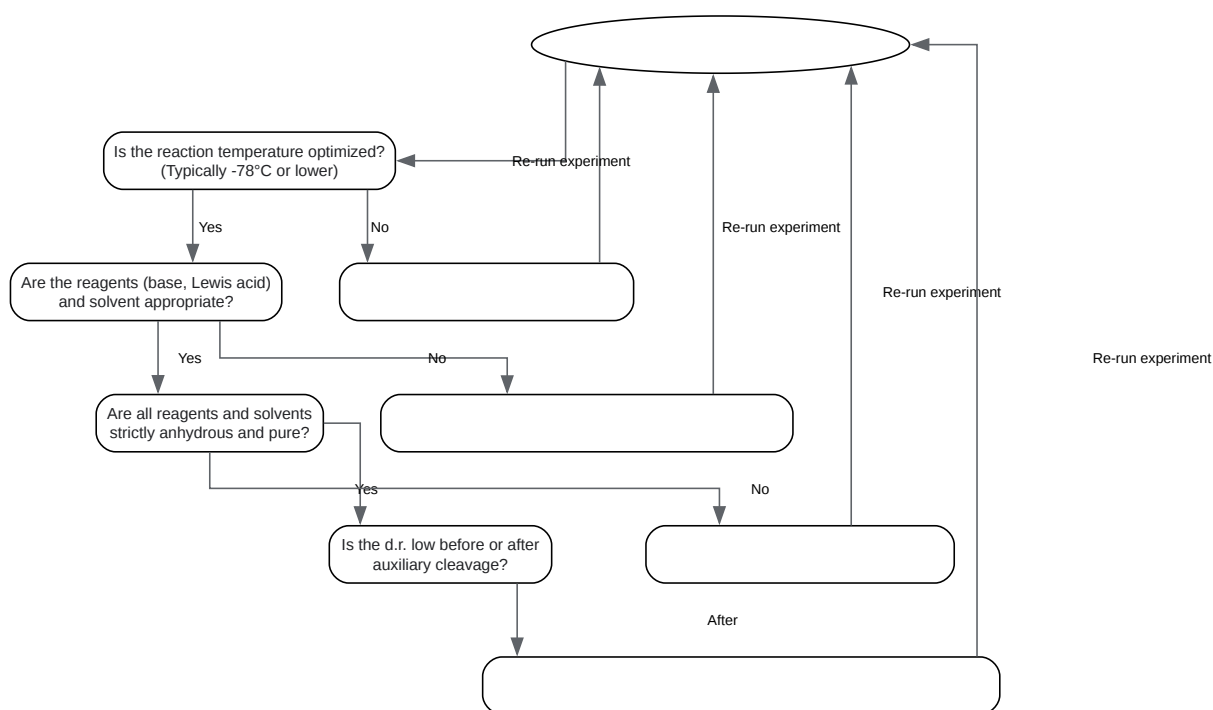 Is the reaction temperature optimized?
(Typically -78°C or lower)
Re-run experiment
Yes
No
Re-run experiment
Are the reagents (base, Lewis acid)
and solvent appropriate?
Re-run experiment
Yes
No
Re-run experiment
Are all reagents and solvents
strictly anhydrous and pure?
Yes
No
Is the d.r. low before or after
auxiliary cleavage?
After